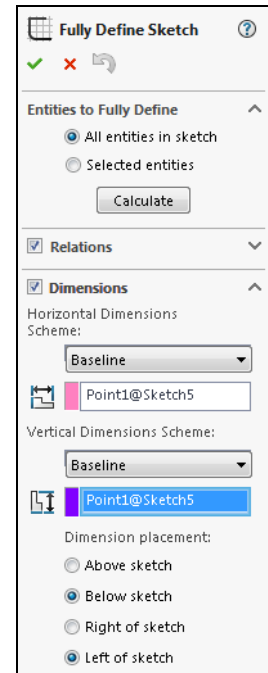 Fully Define Sketch
Entities to Fully Define
All entities in sketch
Selected entities
Calculate
Relations
Dimensions
Horizontal Dimensions
Scheme:
Baseline
Point1@Sketch5
Vertical Dimensions Scheme:
Baseline
Point1@Sketch5
Dimension placement:
Above sketch
Below sketch
Right of sketch
Left of sketch